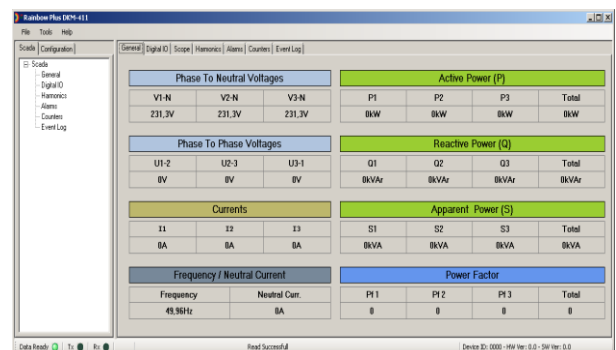 Rainbow Plus DKM-411
File Tools Help
Scada Configuration
General Digital IO Scope Harmonics Alarms Counters Event Log
Scada
General
Digital IO
Harmonics
Alarms
Counters
Event Log
Phase To Neutral Voltages
V1-N V2-N V3-N
231,3V 231,3V 231,3V
Phase To Phase Voltages
U1-2 U2-3 U3-1
0V 0V 0V
Currents
I1 I2 I3
0A 0A 0A
Frequency / Neutral Current
Frequency Neutral Curr.
49,96Hz 0A
Active Power (P)
P1 P2 P3 Total
0kW 0kW 0kW 0kW
Reactive Power (Q)
Q1 Q2 Q3 Total
0kVAr 0kVAr 0kVAr 0kVAr
Apparent Power (S)
S1 S2 S3 Total
0kVA 0kVA 0kVA 0kVA
Power Factor
Pf 1 Pf 2 Pf 3 Total
0 0 0 0
Data Ready Tx Rx Read Successful Device ID: 0000 - HW Ver: 0.0 - SW Ver: 0.0